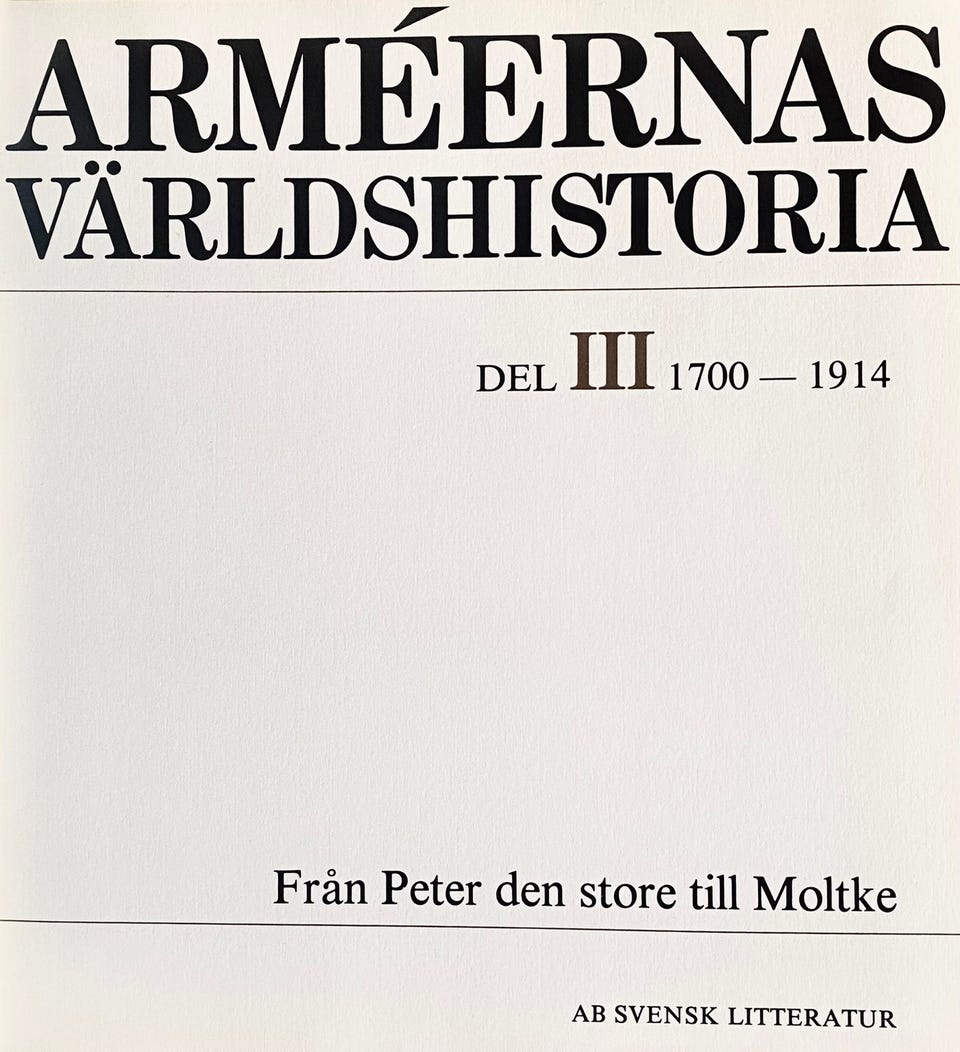 ARMÉERNAS
VÄRLDSHISTORIA
DEL III 1700 — 1914
Från Peter den store till Moltke
AB SVENSK LITTERATUR